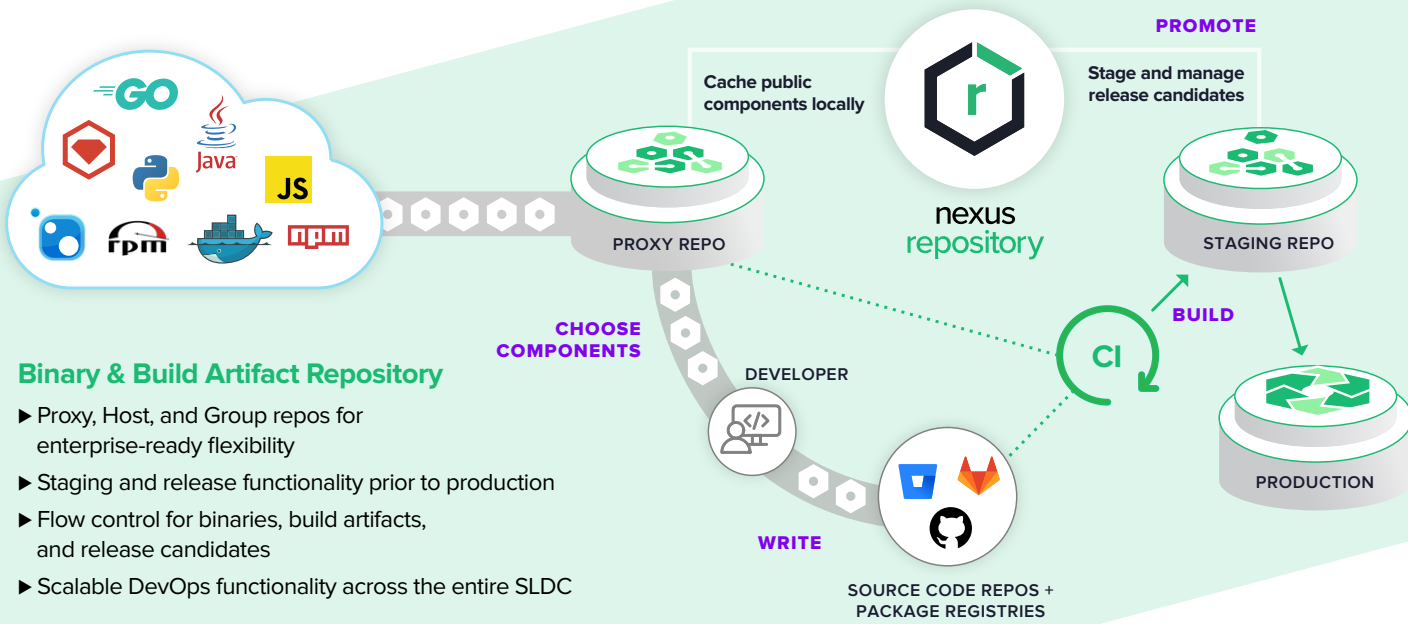 GO
Java
JS
rpm
npm
PROXY REPO
Cache public
components locally
r
nexus
repository
PROMOTE
Stage and manage
release candidates
STAGING REPO
CHOOSE
COMPONENTS
DEVELOPER
</>
CI
BUILD
PRODUCTION
WRITE
SOURCE CODE REPOS +
PACKAGE REGISTRIES
Binary & Build Artifact Repository
▶ Proxy, Host, and Group repos for
enterprise-ready flexibility
▶ Staging and release functionality prior to production
▶ Flow control for binaries, build artifacts,
and release candidates
▶ Scalable DevOps functionality across the entire SLDC